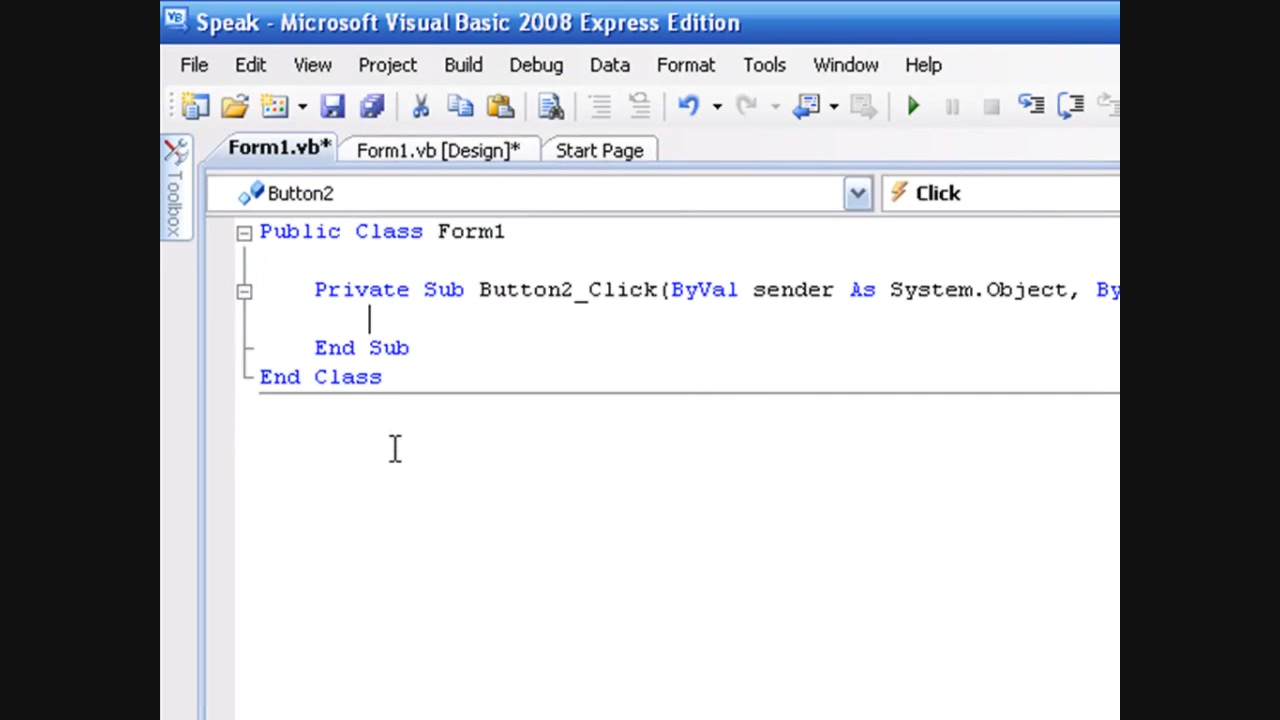 Speak - Microsoft Visual Basic 2008 Express Edition
File Edit View Project Build Debug Data Format Tools Window Help
Form1.vb* Form1.vb [Design]* Start Page
Toolbox
Button2 Click
Public Class Form1
Private Sub Button2_Click(ByVal sender As System.Object, By
End Sub
End Class